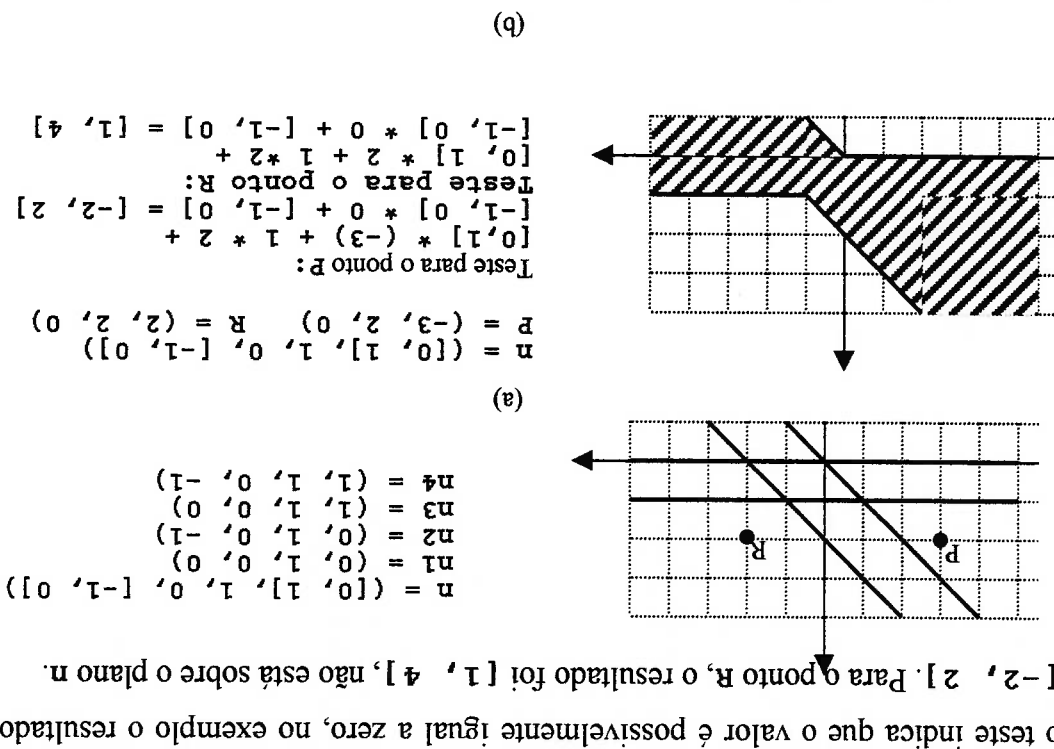 o teste indica que o valor é possivelmente igual a zero, no exemplo o resultado
[-2, 2]. Para o ponto R, o resultado foi [1, 4], não está sobre o plano n.
P
R
n = ([0, 1], 1, 0, [-1, 0])
n1 = (0, 1, 0, 0)
n2 = (0, 1, 0, -1)
n3 = (1, 1, 0, 0)
n4 = (1, 1, 0, -1)
(a)
n = ([0, 1], 1, 0, [-1, 0])
P = (-3, 2, 0) R = (2, 2, 0)
Teste para o ponto P:
[0,1] * (-3) + 1 * 2 +
[-1, 0] * 0 + [-1, 0] = [-2, 2]
Teste para o ponto R:
[0, 1] * 2 + 1 *2 +
[-1, 0] * 0 + [-1, 0] = [1, 4]
(b)